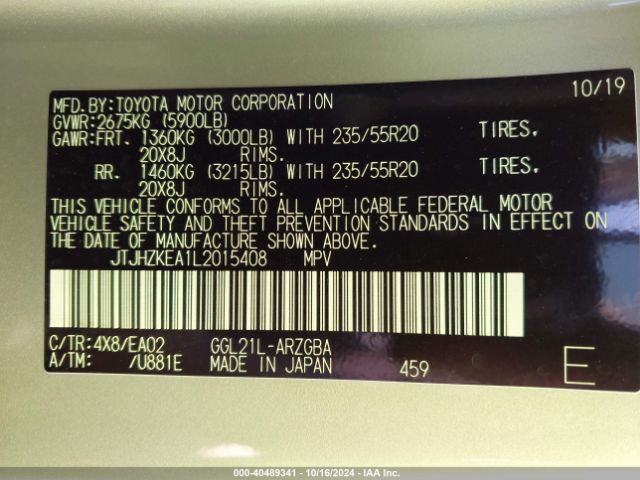 10/19
MFD.BY:TOYOTA MOTOR CORPORATION
GVWR:2675KG (5900LB)
GAWR:FRT. 1360KG (3000LB) WITH 235/55R20 TIRES,
20X8J RIMS.
RR. 1460KG (3215LB) WITH 235/55R20 TIRES,
20X8J RIMS.
THIS VEHICLE CONFORMS TO ALL APPLICABLE FEDERAL MOTOR
VEHICLE SAFETY AND THEFT PREVENTION STANDARDS IN EFFECT ON
THE DATE OF MANUFACTURE SHOWN ABOVE.
JTJHZKEA1L2015408 MPV
C/TR:4X8/EA02 GGL21L-ARZGBA
A/TM: /U881E MADE IN JAPAN 459 E
000-40489341 - 10/16/2024 - IAA Inc.